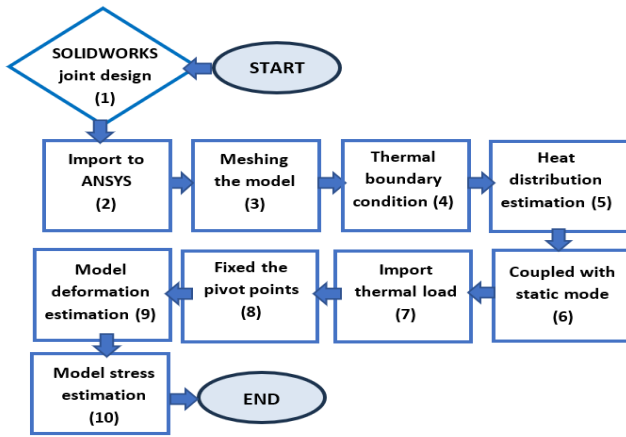 START
SOLIDWORKS
joint design
(1)
Import to
ANSYS
(2)
Meshing
the model
(3)
Thermal
boundary
condition (4)
Heat
distribution
estimation (5)
Coupled with
static mode
(6)
Import
thermal load
(7)
Fixed the
pivot points
(8)
Model
deformation
estimation (9)
Model stress
estimation
(10)
END